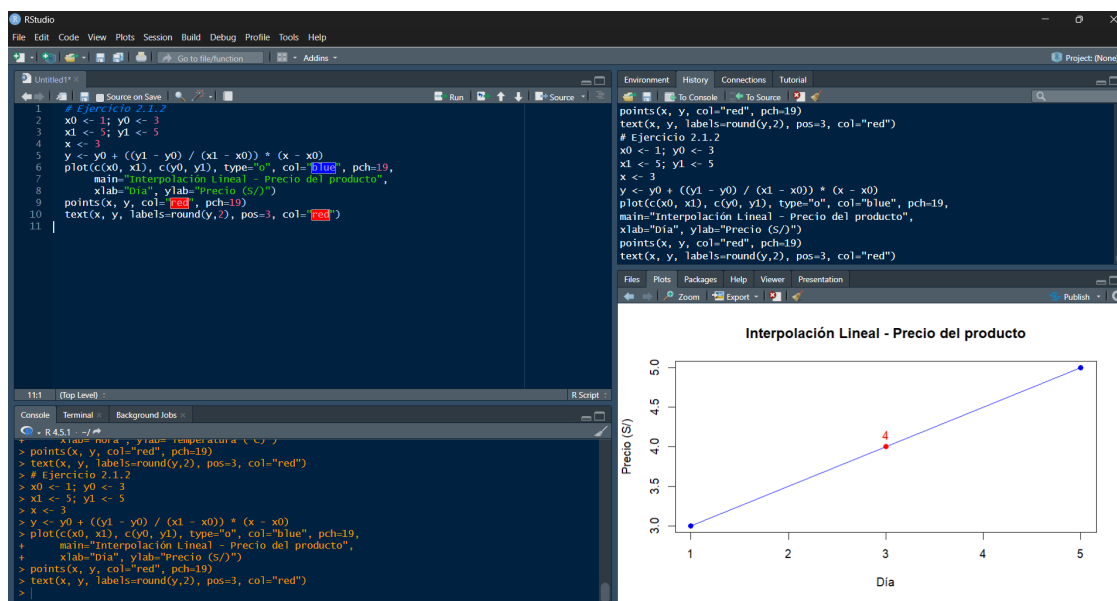 RStudio
File Edit Code View Plots Session Build Debug Profile Tools Help
Go to file/function Addins Project: (None)
Untitled1*
Source on Save Run Source
1 # Ejercicio 2.1.2
2 x0 <- 1; y0 <- 3
3 x1 <- 5; y1 <- 5
4 x <- 3
5 y <- y0 + ((y1 - y0) / (x1 - x0)) * (x - x0)
6 plot(c(x0, x1), c(y0, y1), type="o", col="blue", pch=19,
7 main="Interpolación Lineal - Precio del producto",
8 xlab="Día", ylab="Precio (S/)")
9 points(x, y, col="red", pch=19)
10 text(x, y, labels=round(y,2), pos=3, col="red")
11
11:1 (Top Level) R Script
Console Terminal Background Jobs
R 4.5.1 · ~/
+ xlab="Hora", ylab="Temperatura (°C)")
> points(x, y, col="red", pch=19)
> text(x, y, labels=round(y,2), pos=3, col="red")
> # Ejercicio 2.1.2
> x0 <- 1; y0 <- 3
> x1 <- 5; y1 <- 5
> x <- 3
> y <- y0 + ((y1 - y0) / (x1 - x0)) * (x - x0)
> plot(c(x0, x1), c(y0, y1), type="o", col="blue", pch=19,
+ main="Interpolación Lineal - Precio del producto",
+ xlab="Día", ylab="Precio (S/)")
> points(x, y, col="red", pch=19)
> text(x, y, labels=round(y,2), pos=3, col="red")
>
Environment History Connections Tutorial
To Console To Source
points(x, y, col="red", pch=19)
text(x, y, labels=round(y,2), pos=3, col="red")
# Ejercicio 2.1.2
x0 <- 1; y0 <- 3
x1 <- 5; y1 <- 5
x <- 3
y <- y0 + ((y1 - y0) / (x1 - x0)) * (x - x0)
plot(c(x0, x1), c(y0, y1), type="o", col="blue", pch=19,
main="Interpolación Lineal - Precio del producto",
xlab="Día", ylab="Precio (S/)")
points(x, y, col="red", pch=19)
text(x, y, labels=round(y,2), pos=3, col="red")
Files Plots Packages Help Viewer Presentation
Zoom Export Publish
Interpolación Lineal - Precio del producto
Precio (S/)
5.0
4.5
4.0
3.5
3.0
4
1 2 3 4 5
Día